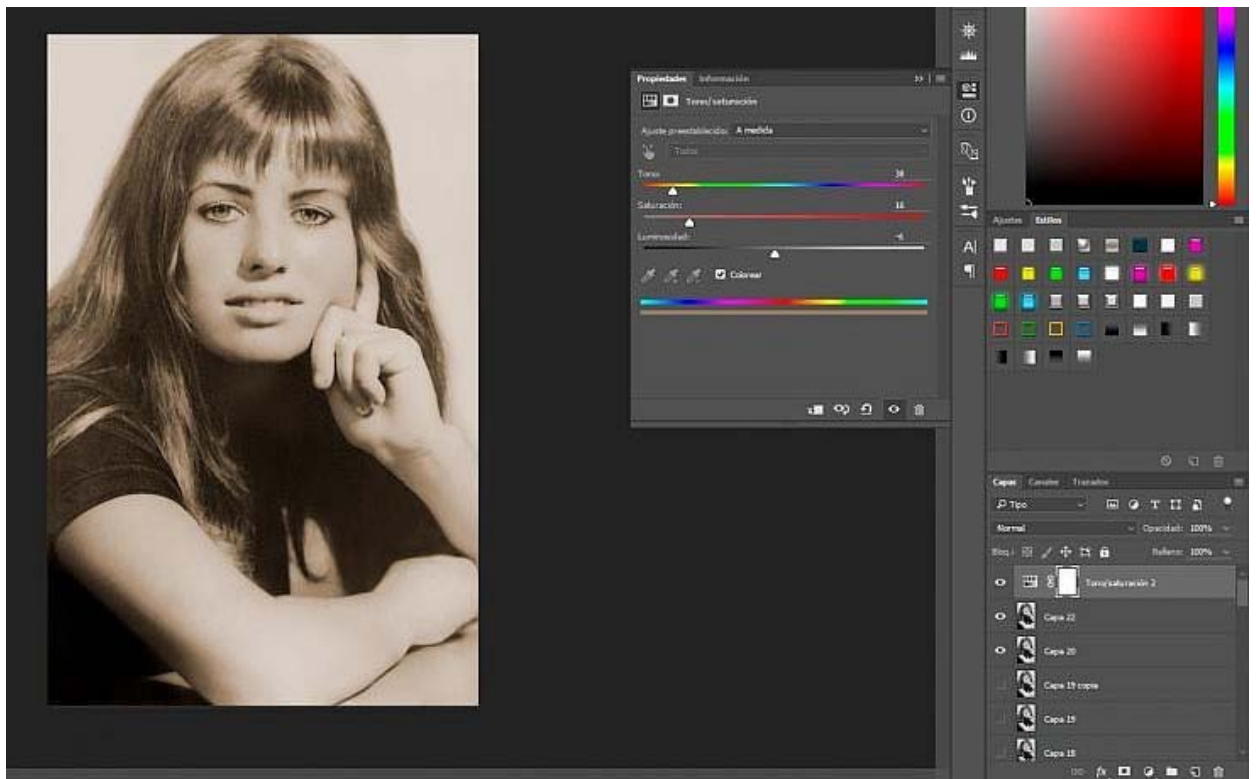 Propiedades Información
Tono/saturación
Ajuste preestablecido: A medida
Todos
Tono: 38
Saturación: 16
Luminosidad: -6
Colorear
Ajustes Estilos
Capas Canales Trazados
Tipo
Normal Opacidad: 100%
Bloq.: Relleno: 100%
Tono/saturación 2
Capa 22
Capa 20
Capa 19 copia
Capa 19
Capa 18
fx